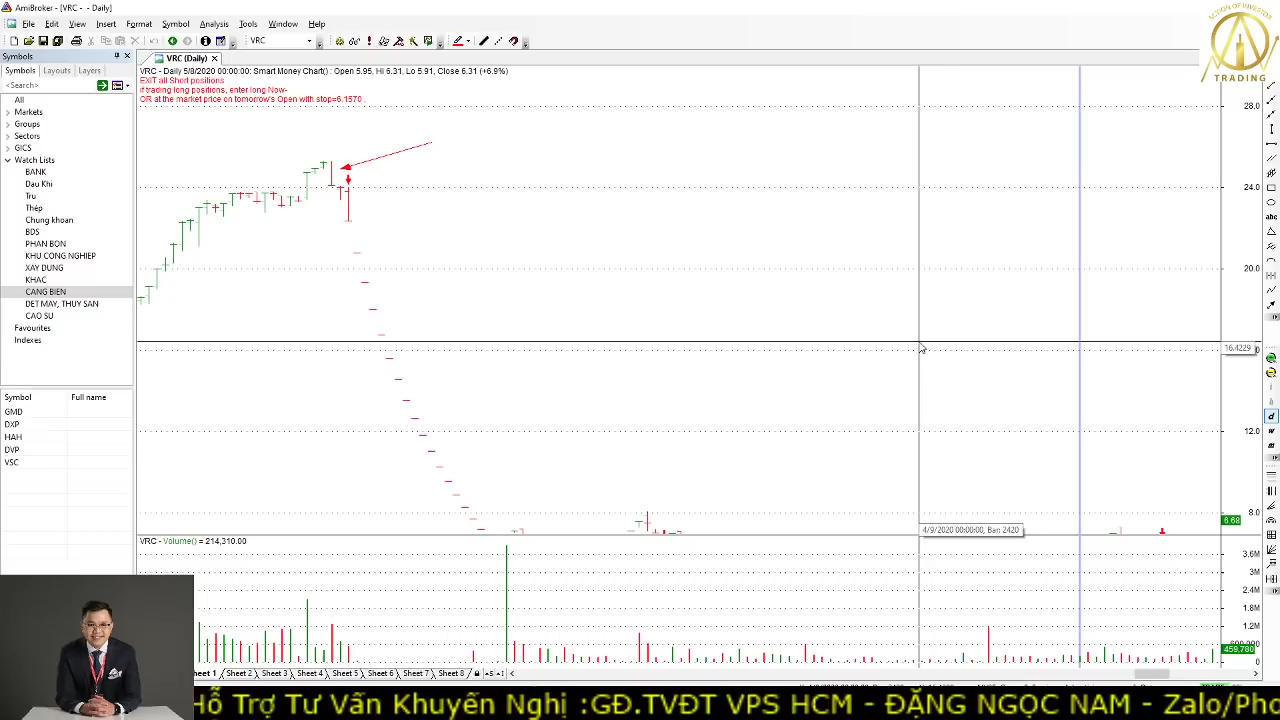 AmiBroker - [VRC - - Daily]
File Edit View Insert Format Symbol Analysis Tools Window Help
VRC
ACTION OF INVESTOR
TRADING
Symbols
VRC (Daily)
Symbols Layouts Layers
<Search>
VRC - Daily 5/8/2020 00:00:00: Smart Money Chart() : Open 5.95, Hi 6.31, Lo 5.91, Close 6.31 (+6.9%)
EXIT all Short positions
if trading long positions, enter long Now-
OR at the market price on tomorrow's Open with stop=6.1570 ,
All
Markets
Groups
Sectors
GICS
Watch Lists
BANK
Dau Khi
Tru
Thép
Chung khoan
BDS
PHAN BON
KHU CONG NGHIEP
XAY DUNG
KHAC
CANG BIEN
DET MAY, THUY SAN
CAO SU
Favourites
Indexes
28.0
24.0
20.0
16.4229
12.0
8.0
6.68
abc
Symbol Full name
GMD
DXP
HAH
DVP
VSC
4/9/2020 00:00:00, Bar: 2420
VRC - Volume() = 214,310.00
3.6M
3M
2.4M
1.8M
1.2M
600,000
459,780
0
Sheet 2 Sheet 3 Sheet 4 Sheet 5 Sheet 6 Sheet 7 Sheet 8
Hỗ Trợ Tư Vấn Khuyến Nghị :GĐ.TVĐT VPS HCM - ĐẶNG NGỌC NAM - Zalo/Pho